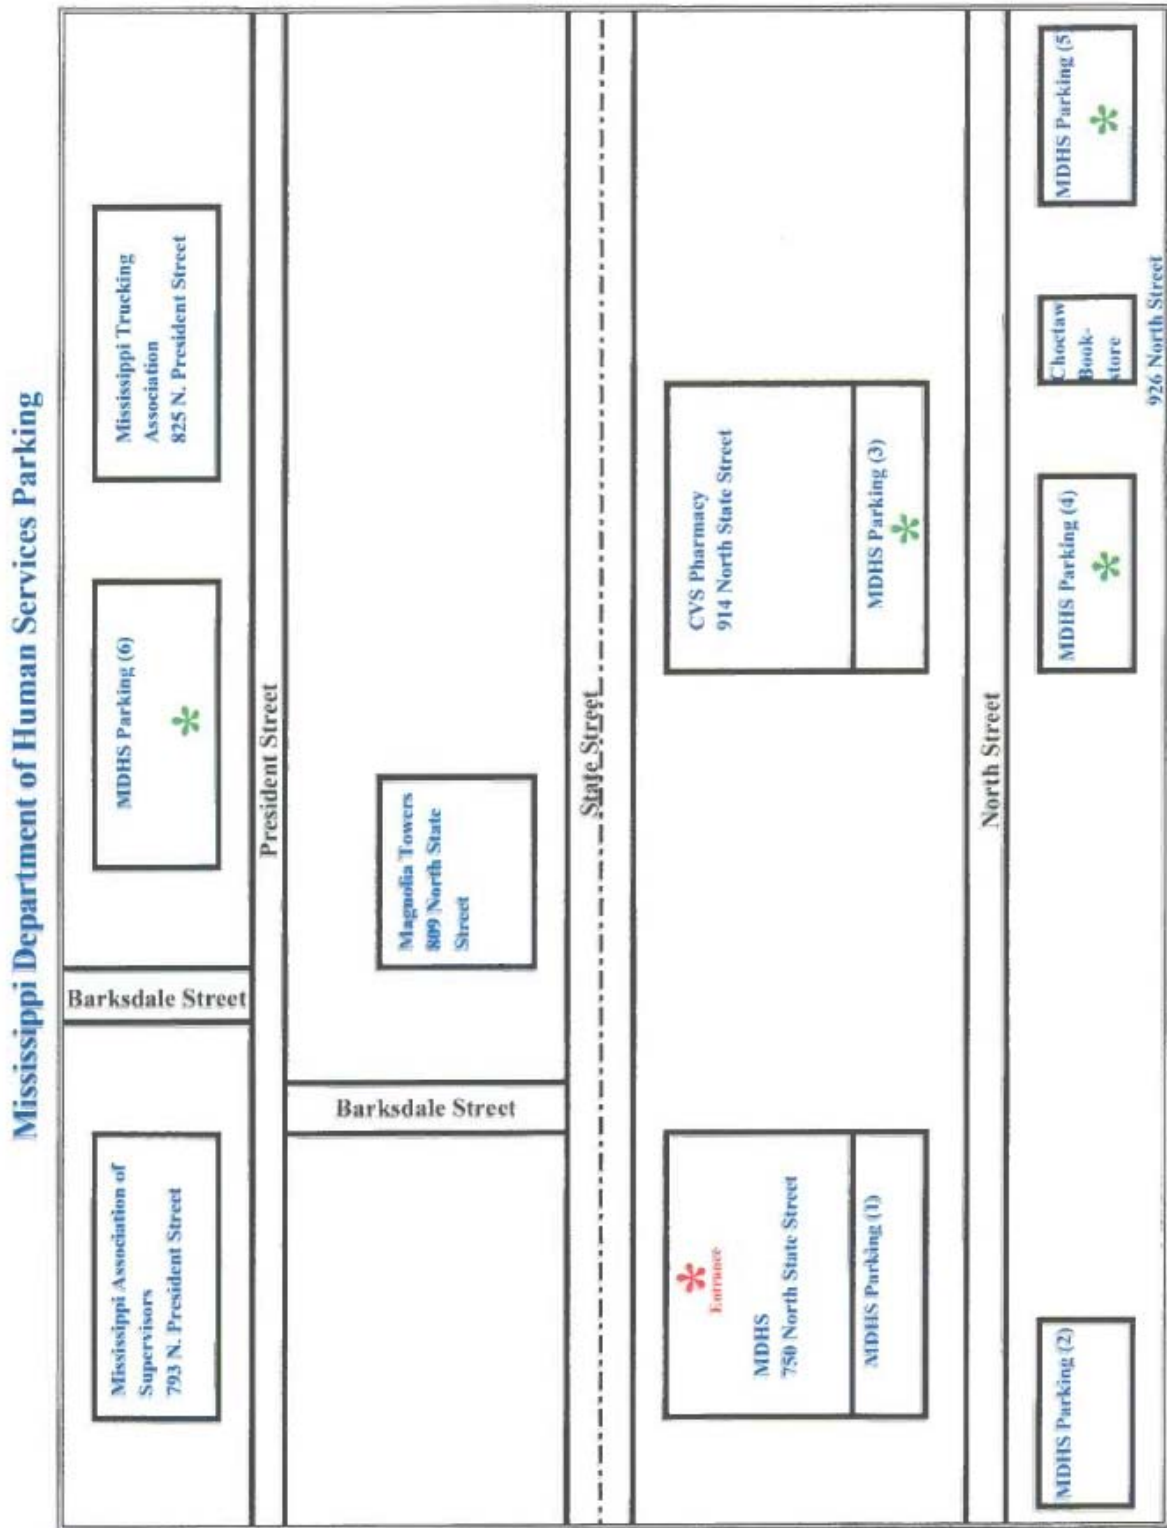 Mississippi Department of Human Services Parking
Mississippi Association of
Supervisors
793 N. President Street
Barksdale Street
MDHS Parking (6)
*
Mississippi Trucking
Association
825 N. President Street
President Street
Barksdale Street
Magnolia Towers
809 North State
Street
State Street
*
Entrance
MDHS
750 North State Street
MDHS Parking (1)
CVS Pharmacy
914 North State Street
MDHS Parking (3)
*
North Street
MDHS Parking (2)
MDHS Parking (4)
*
Choctaw
Book-
store
926 North Street
MDHS Parking (5)
*